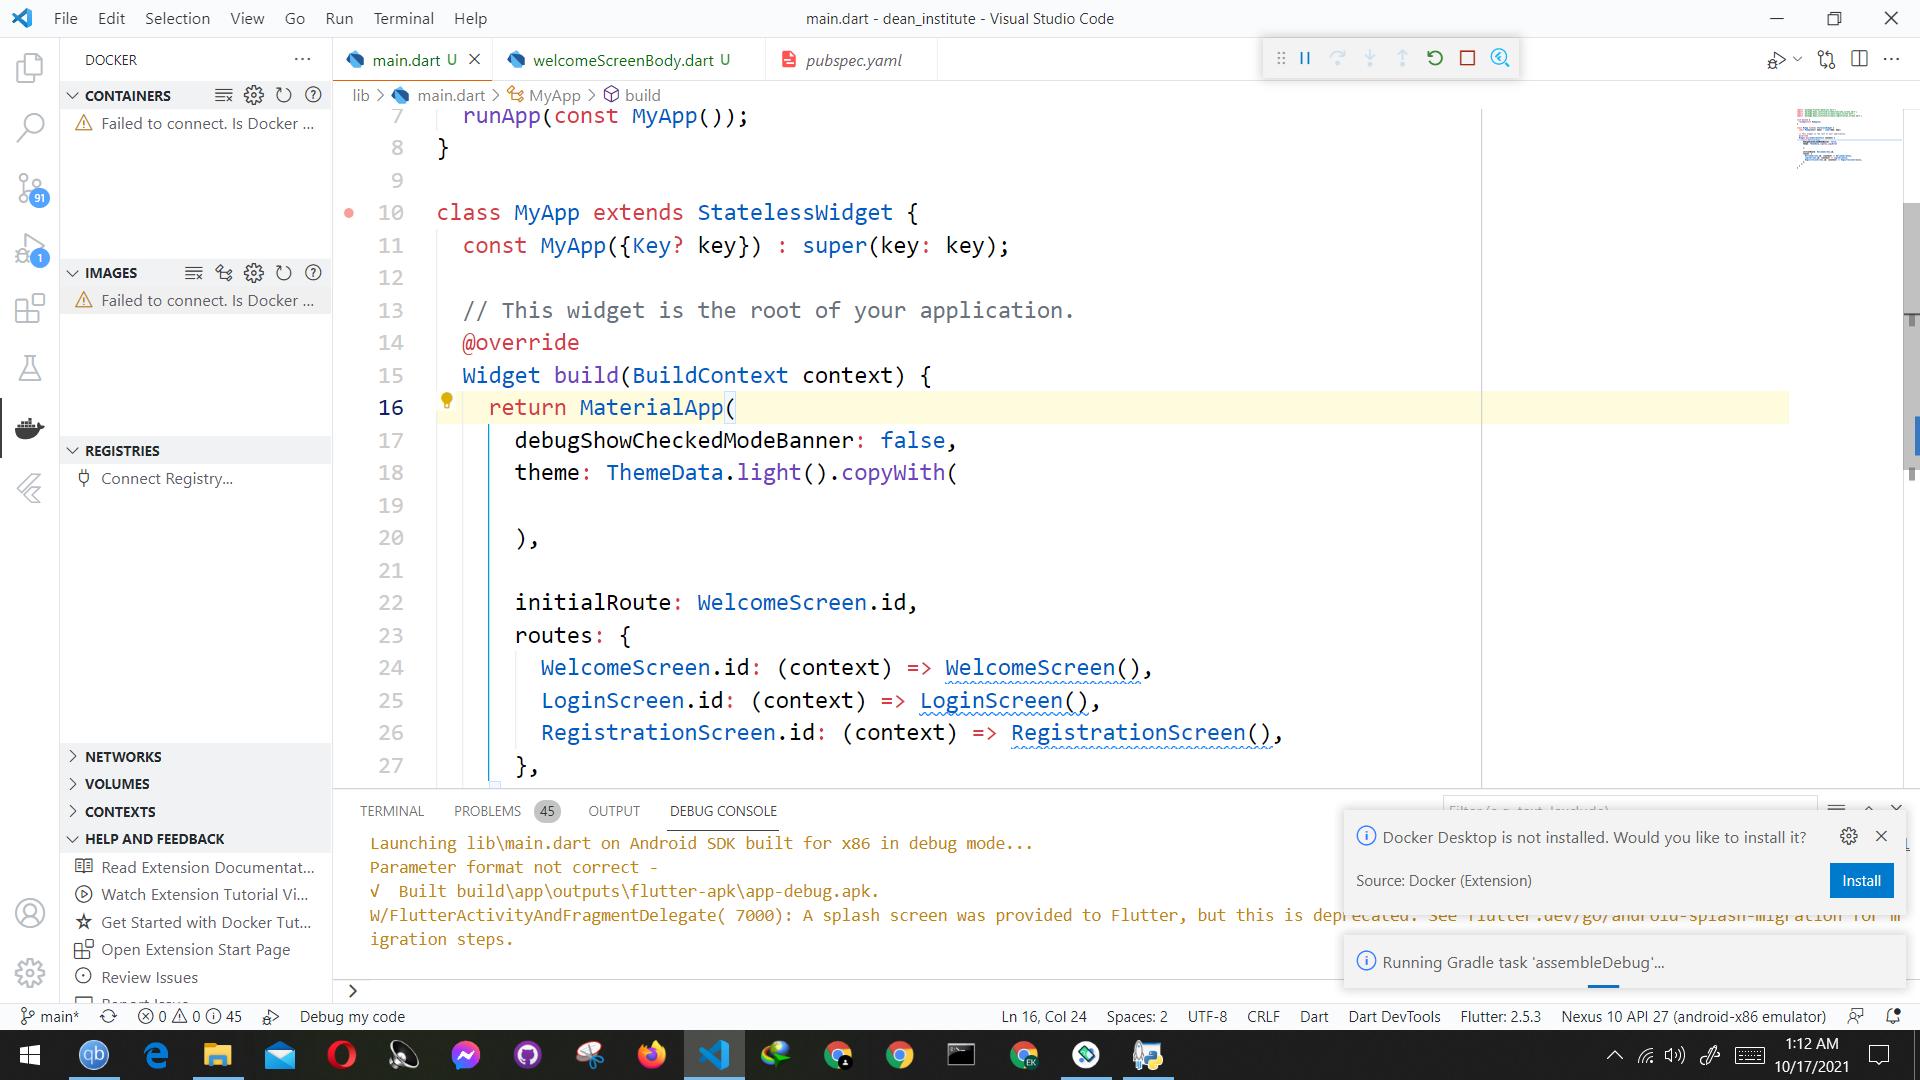 File Edit Selection View Go Run Terminal Help
main.dart - dean_institute - Visual Studio Code
DOCKER
CONTAINERS
Failed to connect. Is Docker ...
IMAGES
Failed to connect. Is Docker ...
REGISTRIES
Connect Registry...
NETWORKS
VOLUMES
CONTEXTS
HELP AND FEEDBACK
Read Extension Documentat...
Watch Extension Tutorial Vi...
Get Started with Docker Tut...
Open Extension Start Page
Review Issues
Report Issue
91
1
main.dart U
welcomeScreenBody.dart U
pubspec.yaml
lib > main.dart > MyApp > build
7 runApp(const MyApp());
8 }
9
10 class MyApp extends StatelessWidget {
11 const MyApp({Key? key}) : super(key: key);
12
13 // This widget is the root of your application.
14 @override
15 Widget build(BuildContext context) {
16 return MaterialApp(
17 debugShowCheckedModeBanner: false,
18 theme: ThemeData.light().copyWith(
19
20 ),
21
22 initialRoute: WelcomeScreen.id,
23 routes: {
24 WelcomeScreen.id: (context) => WelcomeScreen(),
25 LoginScreen.id: (context) => LoginScreen(),
26 RegistrationScreen.id: (context) => RegistrationScreen(),
27 },
TERMINAL PROBLEMS 45 OUTPUT DEBUG CONSOLE
Launching lib\main.dart on Android SDK built for x86 in debug mode...
Parameter format not correct -
√ Built build\app\outputs\flutter-apk\app-debug.apk.
W/FlutterActivityAndFragmentDelegate( 7000): A splash screen was provided to Flutter, but this is deprecated. See flutter.dev/go/android-splash-migration for m
igration steps.
Docker Desktop is not installed. Would you like to install it?
Source: Docker (Extension)
Install
Running Gradle task 'assembleDebug'...
main* 0 0 45 Debug my code
Ln 16, Col 24 Spaces: 2 UTF-8 CRLF Dart Dart DevTools Flutter: 2.5.3 Nexus 10 API 27 (android-x86 emulator)
qb
EK
1:12 AM
10/17/2021